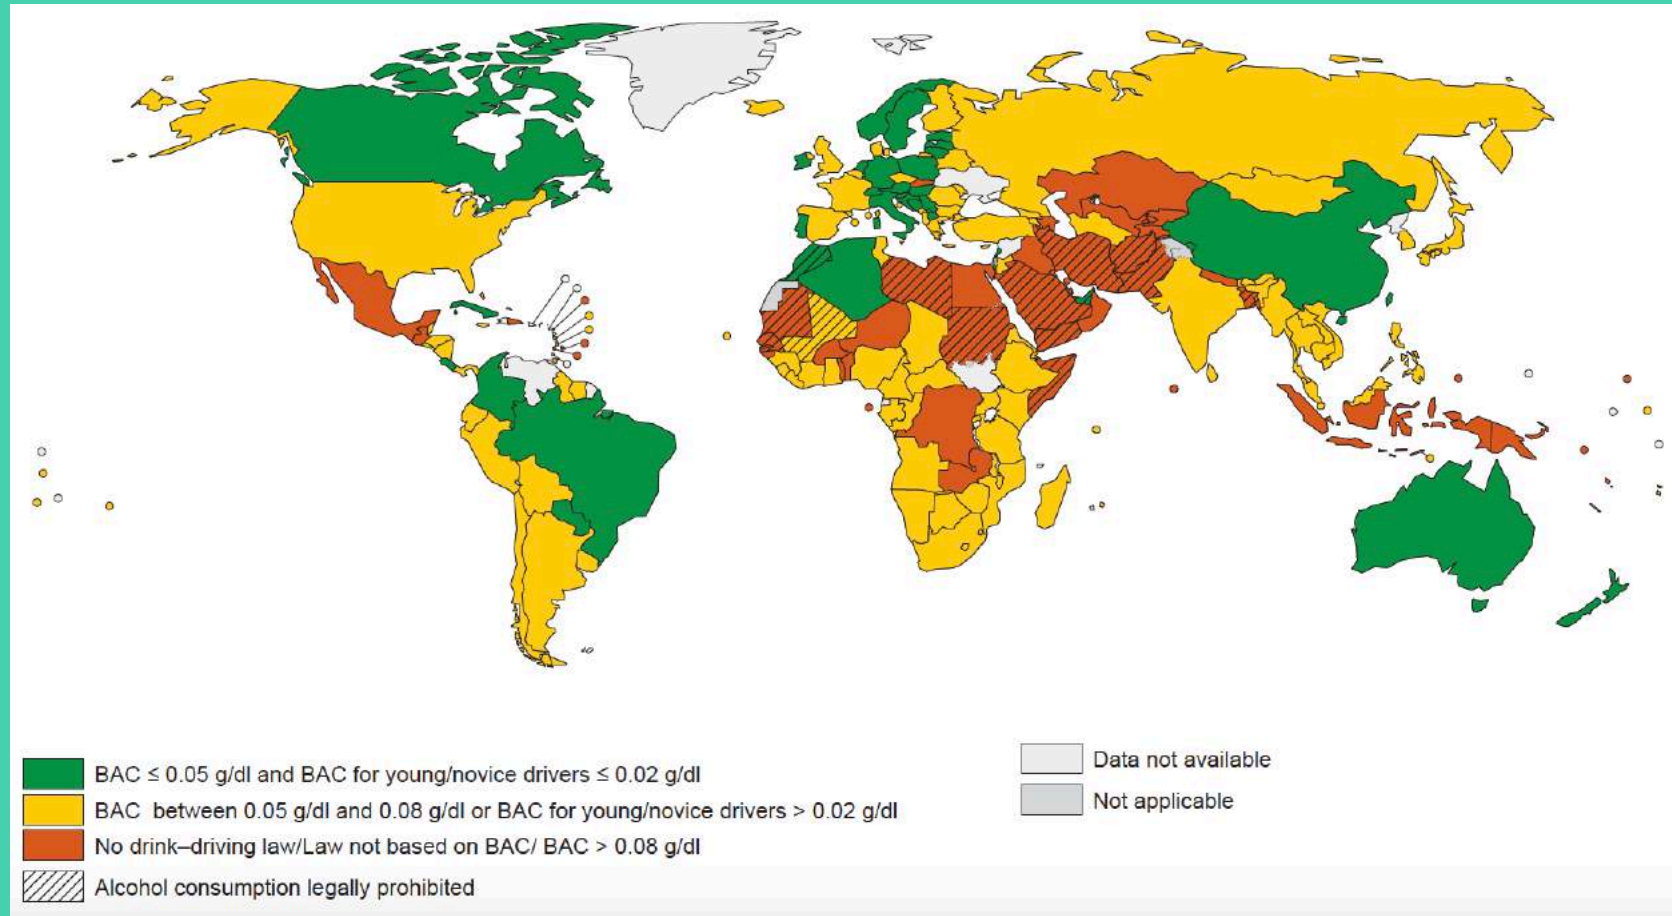 BAC ≤ 0.05 g/dl and BAC for young/novice drivers ≤ 0.02 g/dl
BAC between 0.05 g/dl and 0.08 g/dl or BAC for young/novice drivers > 0.02 g/dl
No drink–driving law/Law not based on BAC/ BAC > 0.08 g/dl
Alcohol consumption legally prohibited
Data not available
Not applicable